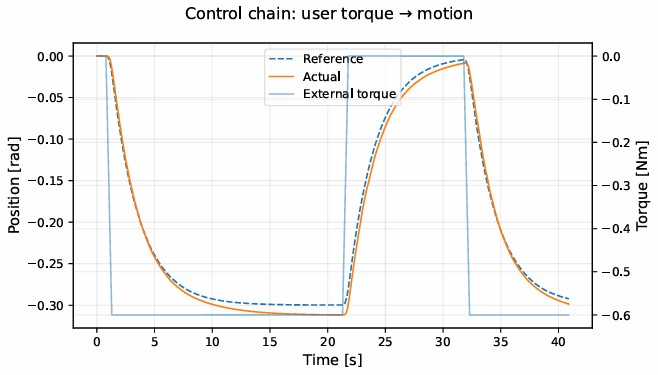 Control chain: user torque → motion
Reference
Actual
External torque
0.00
−0.05
−0.10
−0.15
−0.20
−0.25
−0.30
Position [rad]
0.0
−0.1
−0.2
−0.3
−0.4
−0.5
−0.6
Torque [Nm]
0 5 10 15 20 25 30 35 40
Time [s]